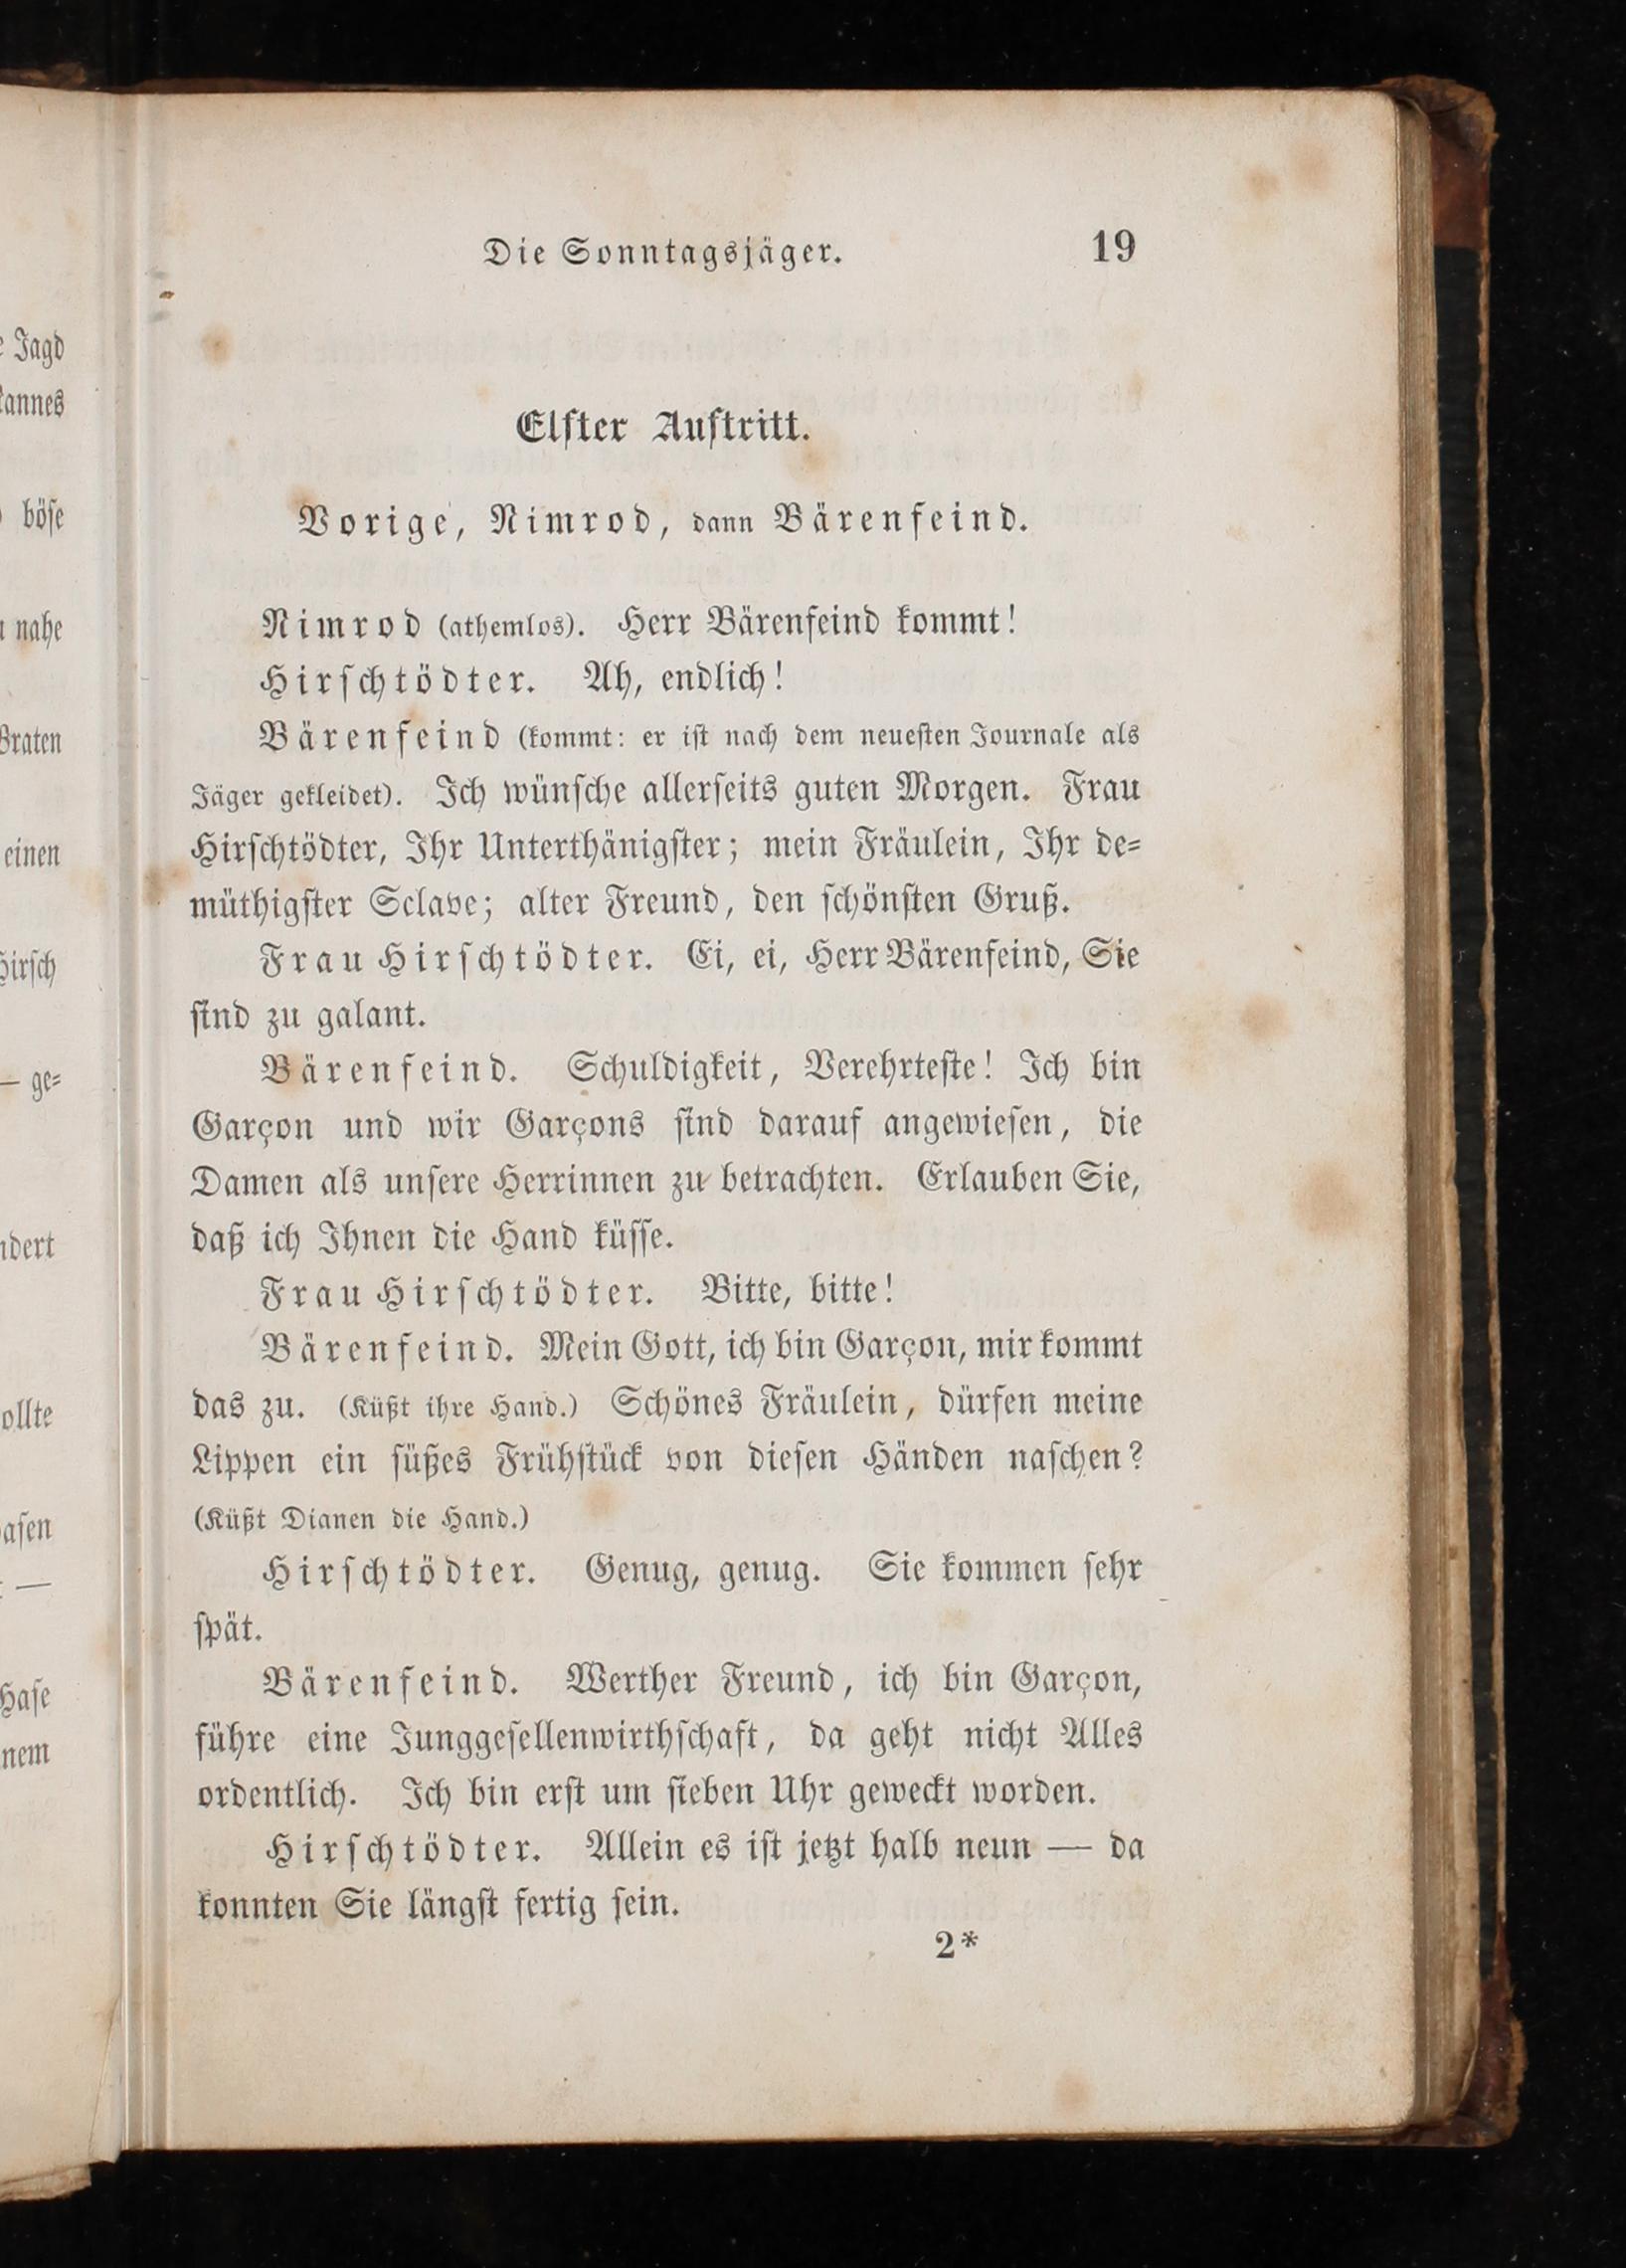 Die Sonntagsjäger. 19
Elfter Auftritt.
Vorige, Nimrod, dann Bärenfeind.
Nimrod (athemlos). Herr Bärenfeind kommt!
Hirschtödter. Ah, endlich!
Bärenfeind (kommt: er ist nach dem neuesten Journale als
Jäger gekleidet). Ich wünsche allerseits guten Morgen. Frau
Hirschtödter, Ihr Unterthänigster; mein Fräulein, Ihr de-
müthigster Sclave; alter Freund, den schönsten Gruß.
Frau Hirschtödter. Ei, ei, Herr Bärenfeind, Sie
sind zu galant.
Bärenfeind. Schuldigkeit, Verehrteste! Ich bin
Garçon und wir Garçons sind darauf angewiesen, die
Damen als unsere Herrinnen zu betrachten. Erlauben Sie,
daß ich Ihnen die Hand küsse.
Frau Hirschtödter. Bitte, bitte!
Bärenfeind. Mein Gott, ich bin Garçon, mir kommt
das zu. (Küßt ihre Hand.) Schönes Fräulein, dürfen meine
Lippen ein süßes Frühstück von diesen Händen naschen?
(Küßt Dianen die Hand.)
Hirschtödter. Genug, genug. Sie kommen sehr
spät.
Bärenfeind. Werther Freund, ich bin Garçon,
führe eine Junggesellenwirthschaft, da geht nicht Alles
ordentlich. Ich bin erst um sieben Uhr geweckt worden.
Hirschtödter. Allein es ist jetzt halb neun — da
konnten Sie längst fertig sein.
2*
Jagd
böse
nahe
einen
— ge-